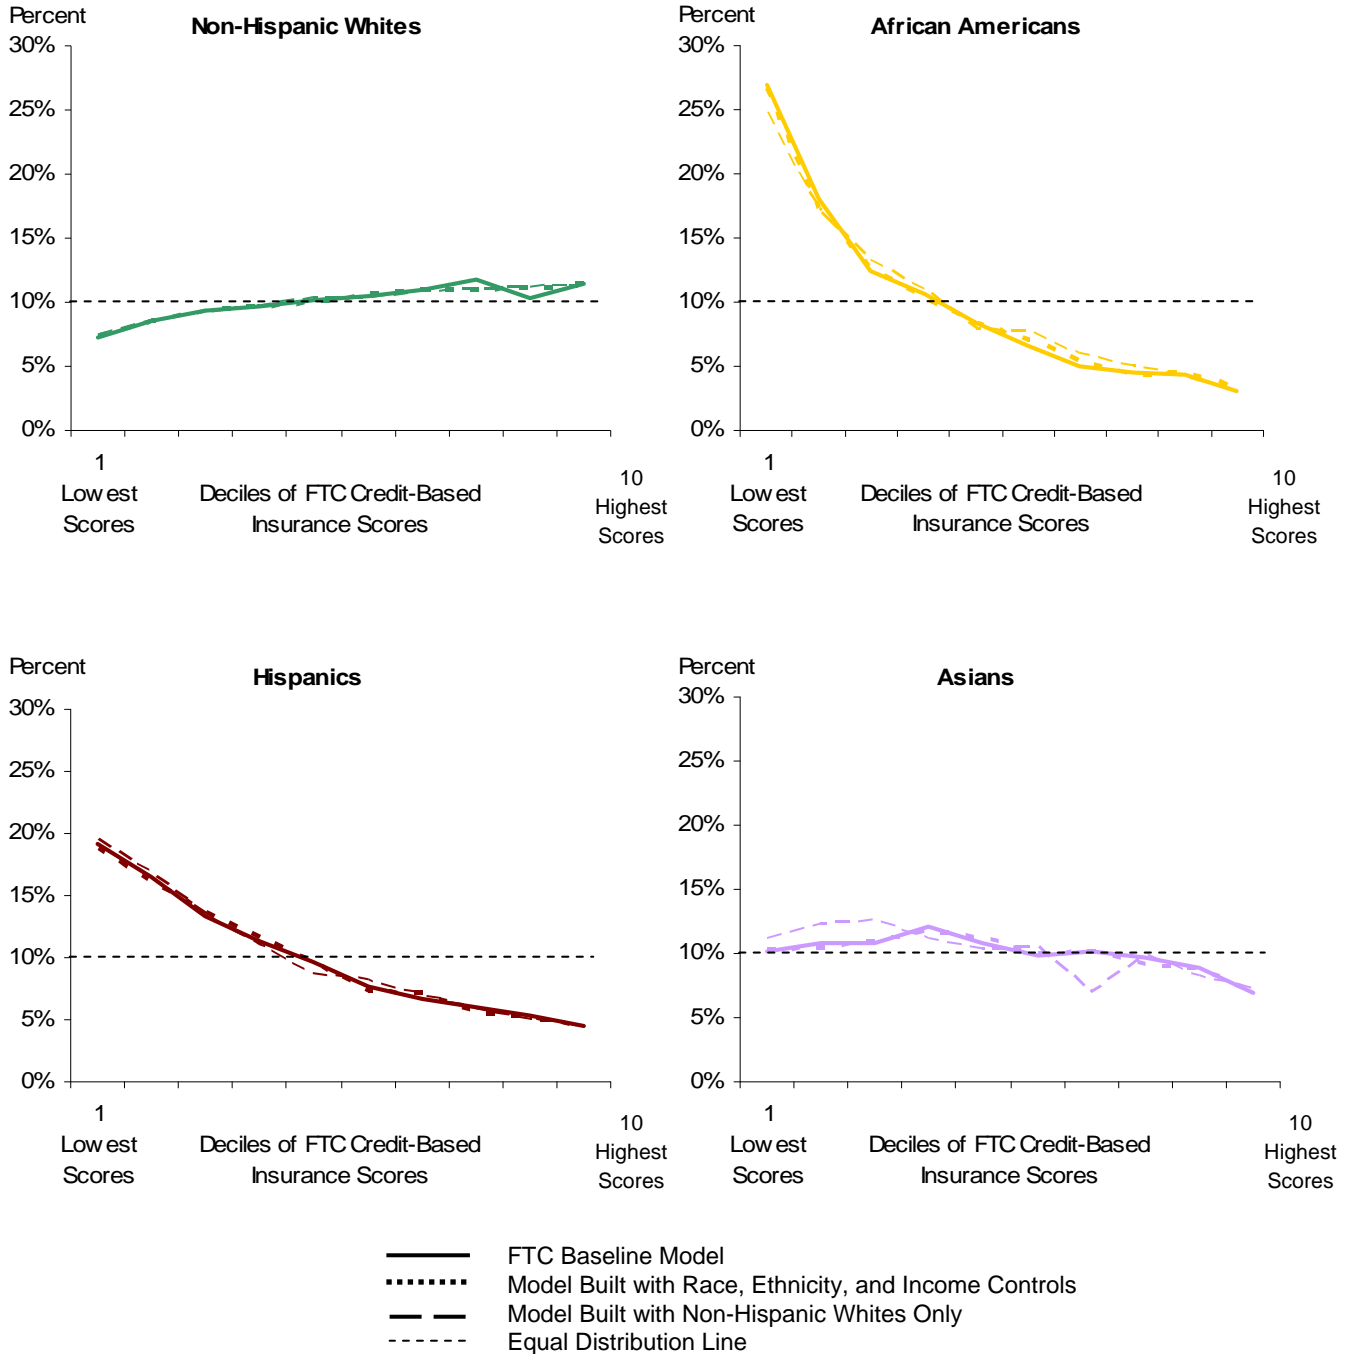 Percent
Non-Hispanic Whites
30%
25%
20%
15%
10%
5%
0%
1
Lowest
Scores
Deciles of FTC Credit-Based
Insurance Scores
10
Highest
Scores
Percent
African Americans
30%
25%
20%
15%
10%
5%
0%
1
Lowest
Scores
Deciles of FTC Credit-Based
Insurance Scores
10
Highest
Scores
Percent
Hispanics
30%
25%
20%
15%
10%
5%
0%
1
Lowest
Scores
Deciles of FTC Credit-Based
Insurance Scores
10
Highest
Scores
Percent
Asians
30%
25%
20%
15%
10%
5%
0%
1
Lowest
Scores
Deciles of FTC Credit-Based
Insurance Scores
10
Highest
Scores
FTC Baseline Model
Model Built with Race, Ethnicity, and Income Controls
Model Built with Non-Hispanic Whites Only
Equal Distribution Line